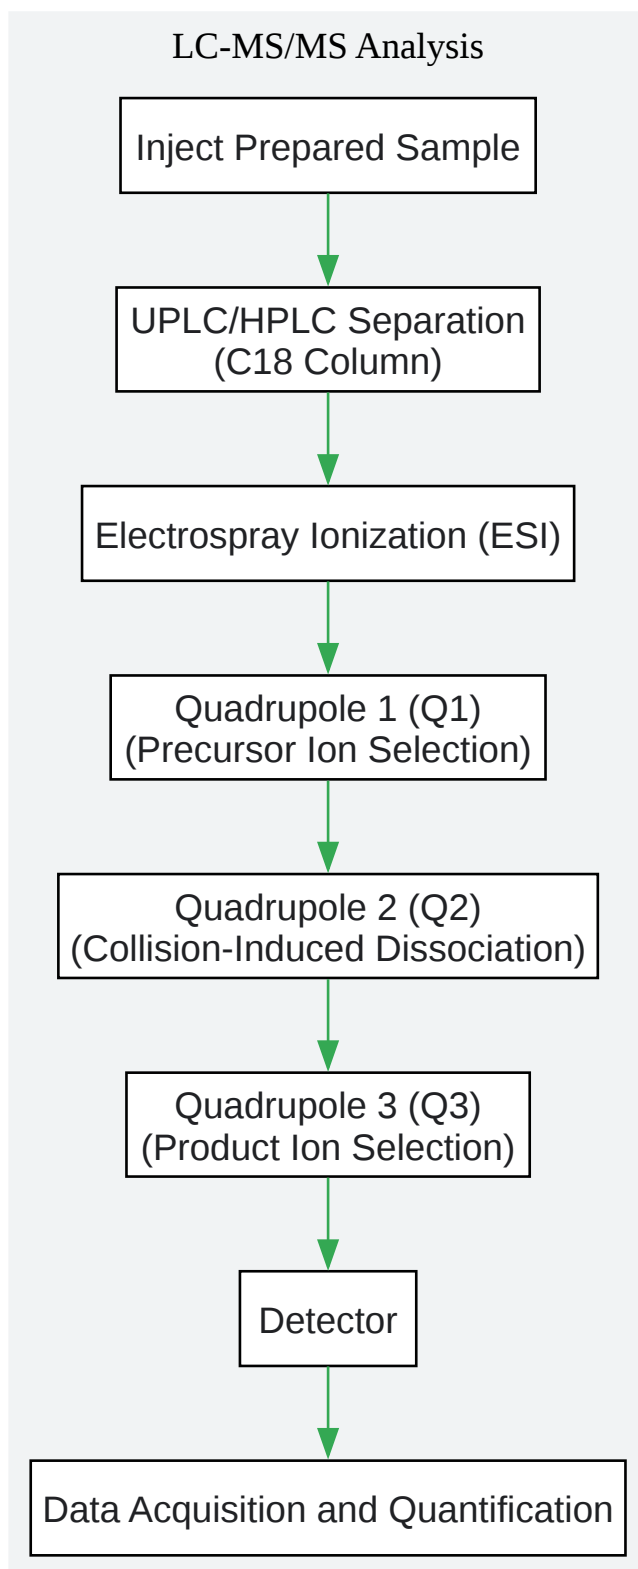 LC-MS/MS Analysis
Inject Prepared Sample
UPLC/HPLC Separation
(C18 Column)
Electrospray Ionization (ESI)
Quadrupole 1 (Q1)
(Precursor Ion Selection)
Quadrupole 2 (Q2)
(Collision-Induced Dissociation)
Quadrupole 3 (Q3)
(Product Ion Selection)
Detector
Data Acquisition and Quantification